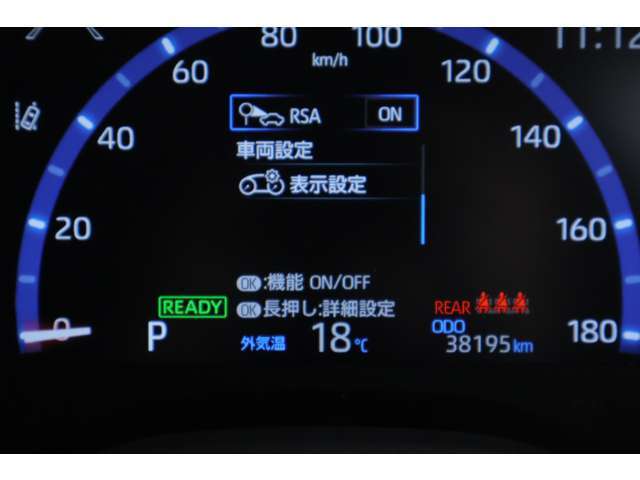 80 100 11:12
km/h
60 120
RSA ON
40 車両設定 140
表示設定
20 160
OK:機能 ON/OFF
READY OK長押し:詳細設定 REAR
0 P 外気温 18℃ ODO 180
38195km